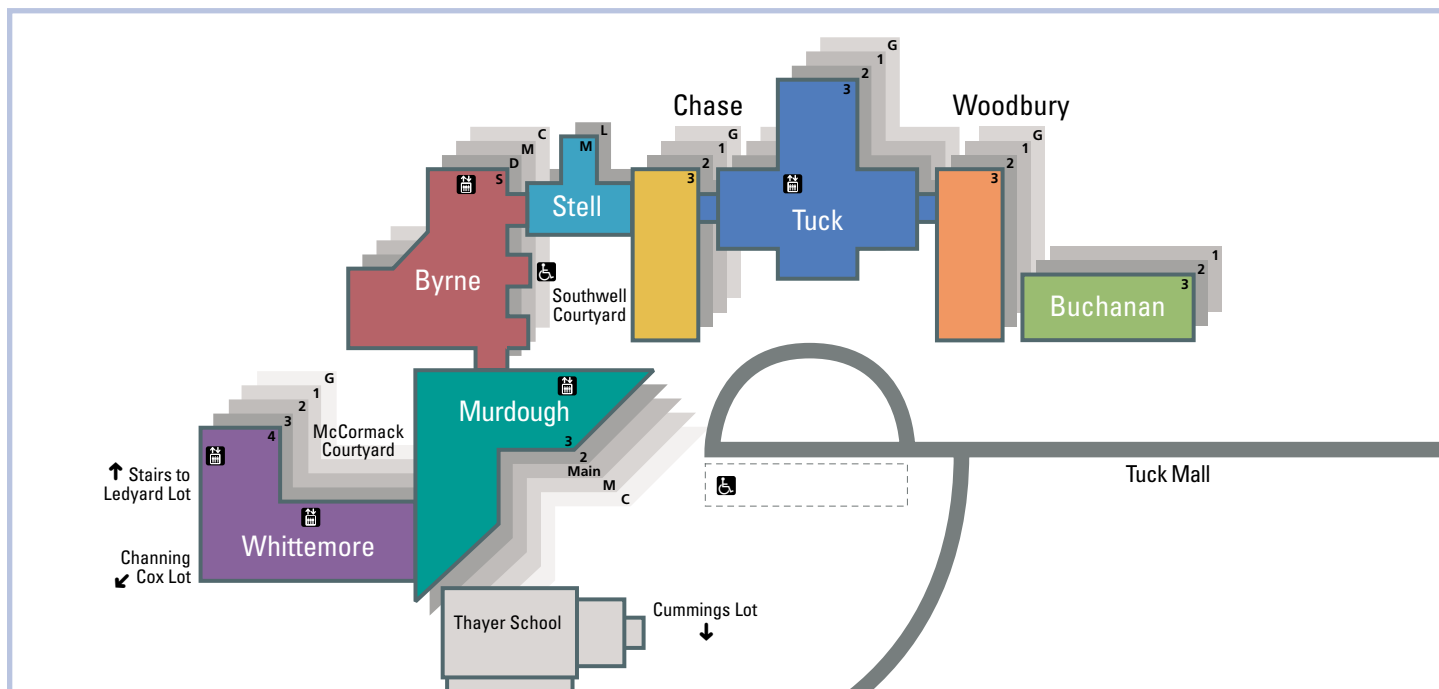 G
1
2
3
Chase
Woodbury
G
1
2
3
G
1
2
3
C
M
D
S
L
M
Stell
Tuck
Byrne
Southwell
Courtyard
1
2
3
Buchanan
G
1
2
3
4
McCormack
Courtyard
Murdough
3
2
Main
M
C
Stairs to
Ledyard Lot
Tuck Mall
Whittemore
Channing
Cox Lot
Thayer School
Cummings Lot